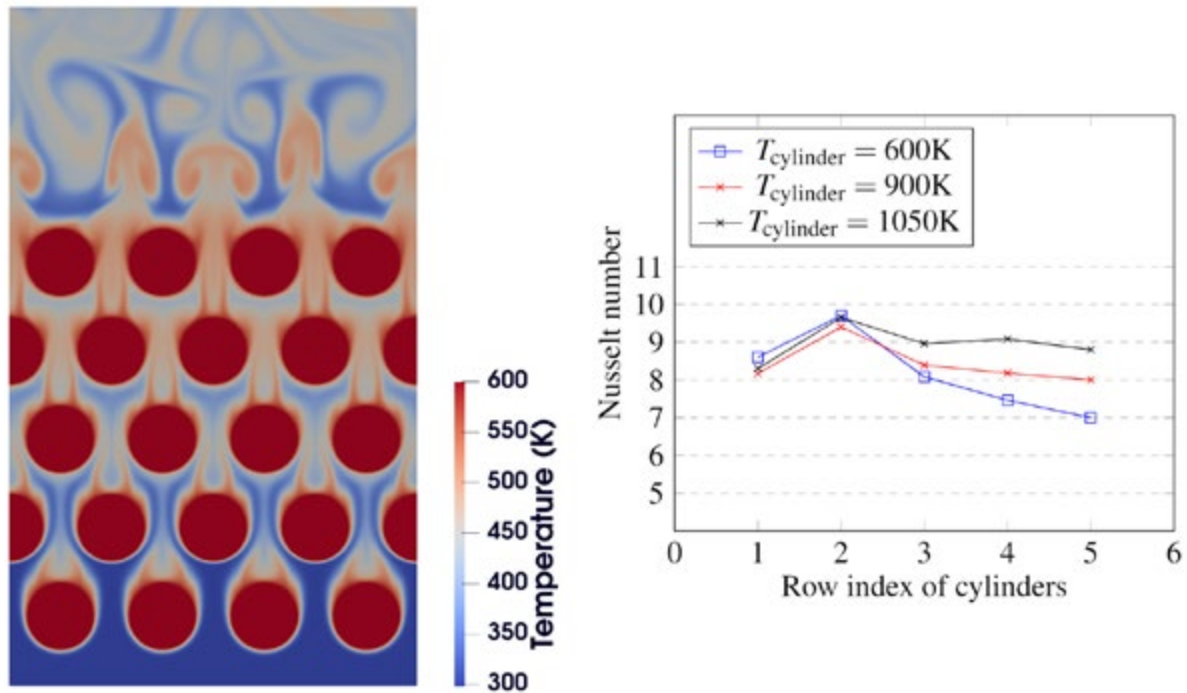 600
550
500
450
400
350
300
Temperature (K)
T_cylinder = 600K
T_cylinder = 900K
T_cylinder = 1050K
Nusselt number
11
10
9
8
7
6
5
0 1 2 3 4 5 6
Row index of cylinders